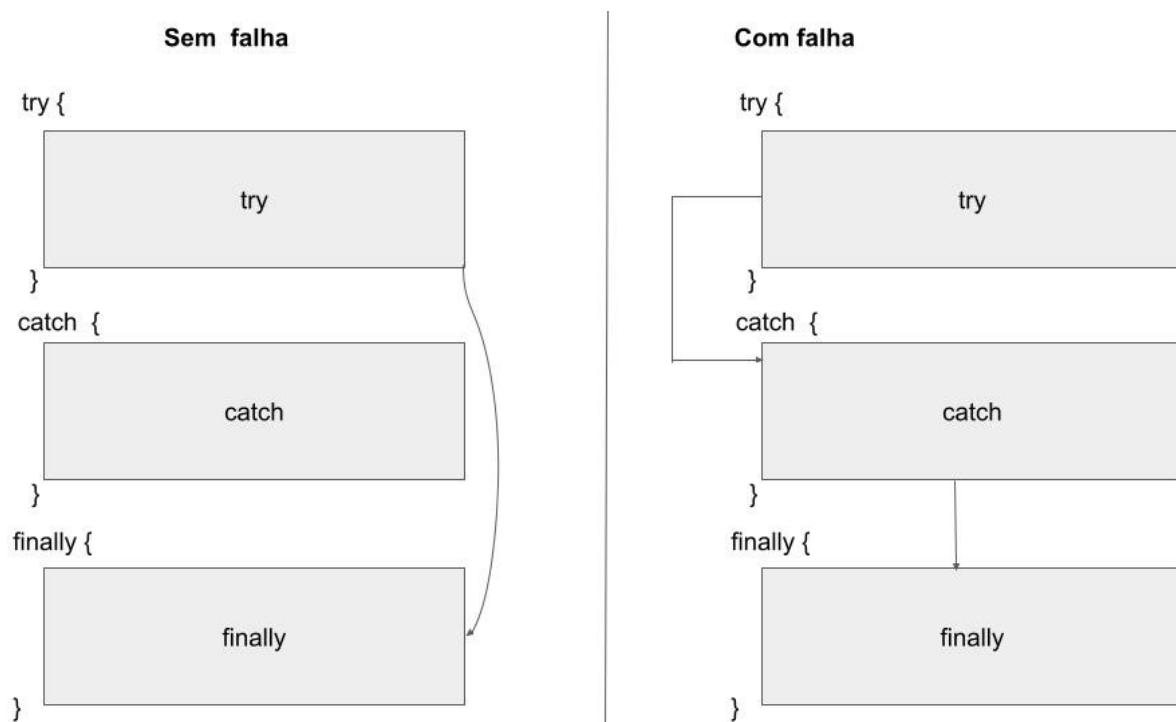 Sem falha
try {
try
}
catch {
catch
}
finally {
finally
}
Com falha
try {
try
}
catch {
catch
}
finally {
finally
}